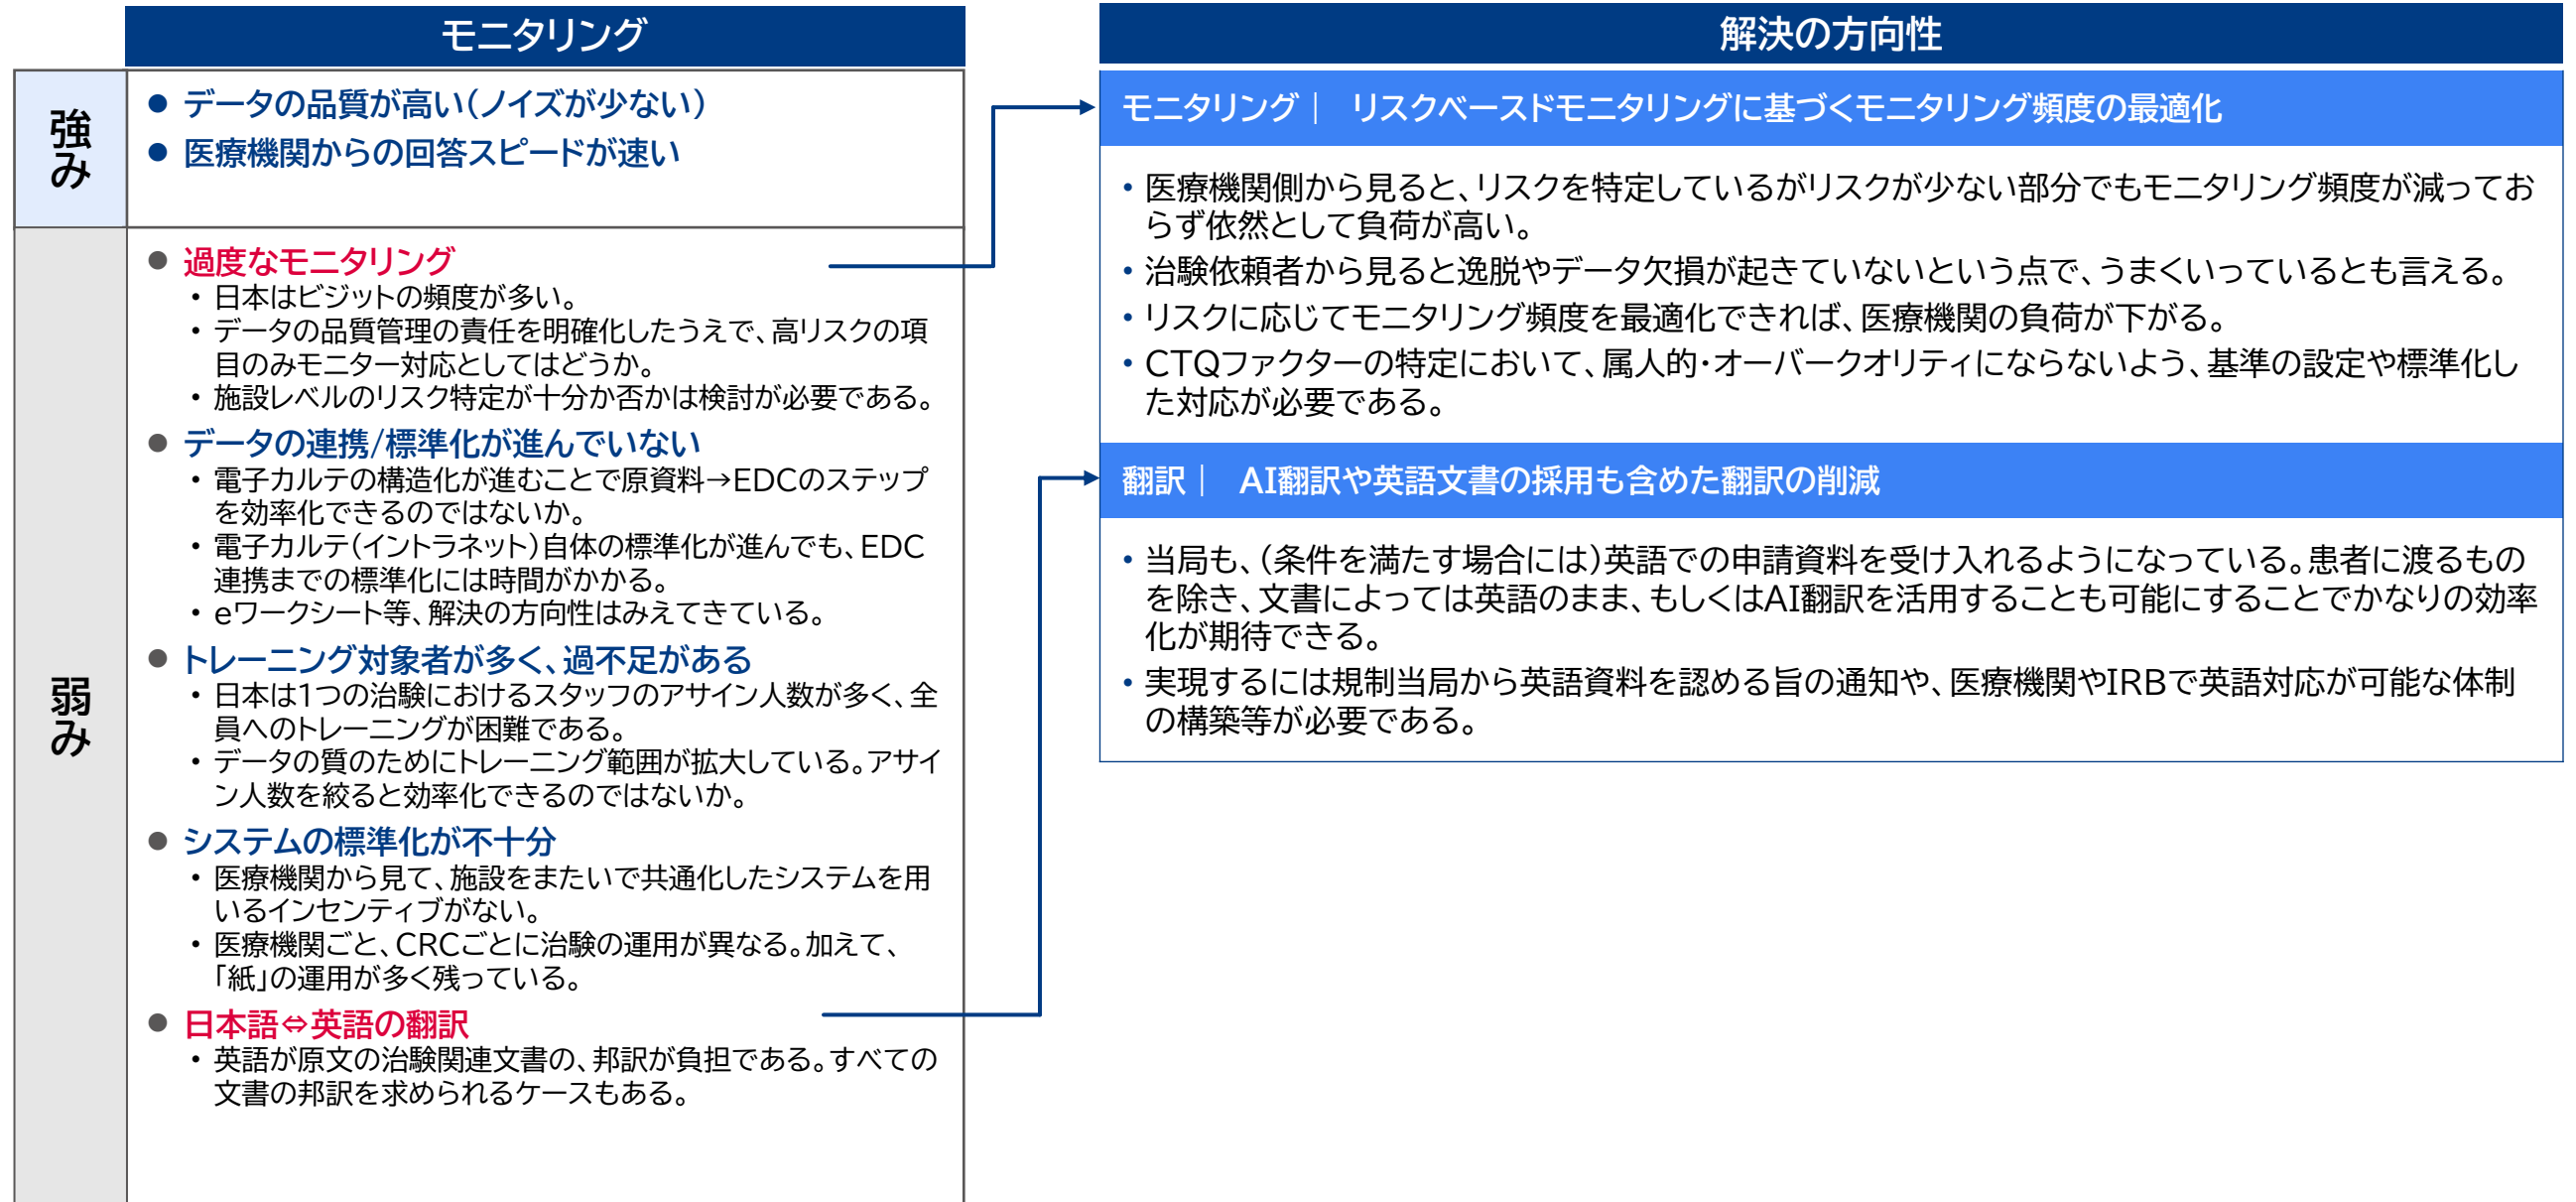 モニタリング
強み
● データの品質が高い(ノイズが少ない)
● 医療機関からの回答スピードが速い
弱み
● 過度なモニタリング
• 日本はビジットの頻度が多い。
• データの品質管理の責任を明確化したうえで、高リスクの項
目のみモニター対応としてはどうか。
• 施設レベルのリスク特定が十分か否かは検討が必要である。
● データの連携/標準化が進んでいない
• 電子カルテの構造化が進むことで原資料→EDCのステップ
を効率化できるのではないか。
• 電子カルテ(イントラネット)自体の標準化が進んでも、EDC
連携までの標準化には時間がかかる。
• eワークシート等、解決の方向性はみえてきている。
● トレーニング対象者が多く、過不足がある
• 日本は1つの治験におけるスタッフのアサイン人数が多く、全
員へのトレーニングが困難である。
• データの質のためにトレーニング範囲が拡大している。アサイ
ン人数を絞ると効率化できるのではないか。
● システムの標準化が不十分
• 医療機関から見て、施設をまたいで共通化したシステムを用
いるインセンティブがない。
• 医療機関ごと、CRCごとに治験の運用が異なる。加えて、
「紙」の運用が多く残っている。
● 日本語⇔英語の翻訳
• 英語が原文の治験関連文書の、邦訳が負担である。すべての
文書の邦訳を求められるケースもある。
解決の方向性
モニタリング｜ リスクベースドモニタリングに基づくモニタリング頻度の最適化
• 医療機関側から見ると、リスクを特定しているがリスクが少ない部分でもモニタリング頻度が減ってお
らず依然として負荷が高い。
• 治験依頼者から見ると逸脱やデータ欠損が起きていないという点で、うまくいっているとも言える。
• リスクに応じてモニタリング頻度を最適化できれば、医療機関の負荷が下がる。
• CTQファクターの特定において、属人的・オーバークオリティにならないよう、基準の設定や標準化し
た対応が必要である。
翻訳｜ AI翻訳や英語文書の採用も含めた翻訳の削減
• 当局も、(条件を満たす場合には)英語での申請資料を受け入れるようになっている。患者に渡るもの
を除き、文書によっては英語のまま、もしくはAI翻訳を活用することも可能にすることでかなりの効率
化が期待できる。
• 実現するには規制当局から英語資料を認める旨の通知や、医療機関やIRBで英語対応が可能な体制
の構築等が必要である。